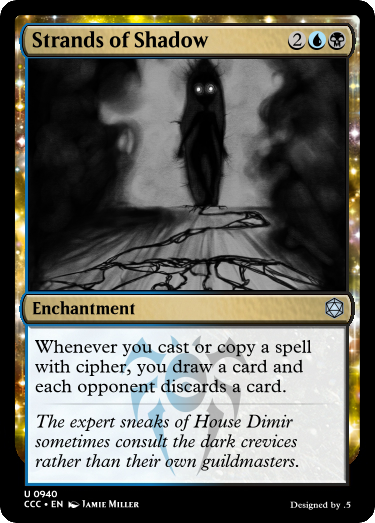 Strands of Shadow 2
Enchantment
Whenever you cast or copy a spell
with cipher, you draw a card and
each opponent discards a card.
The expert sneaks of House Dimir
sometimes consult the dark crevices
rather than their own guildmasters.
U 0940
CCC • EN Jamie Miller
Designed by .5